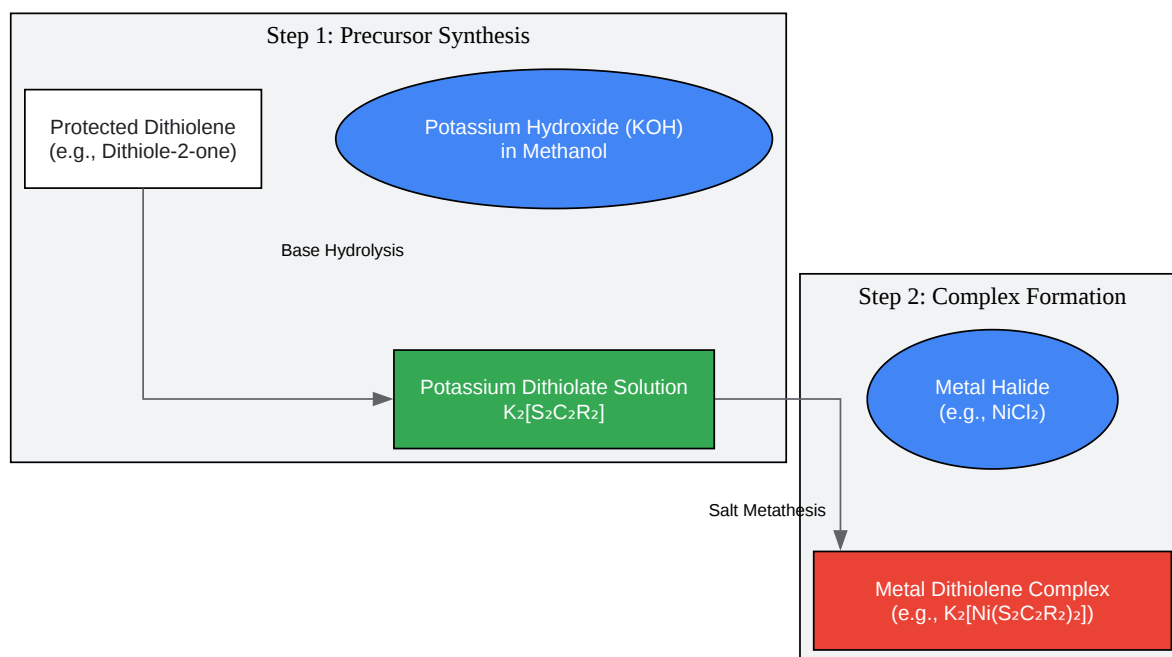 Step 1: Precursor Synthesis
Protected Dithiolene
(e.g., Dithiole-2-one)
Potassium Hydroxide (KOH)
in Methanol
Base Hydrolysis
Potassium Dithiolate Solution
K₂[S₂C₂R₂]
Step 2: Complex Formation
Metal Halide
(e.g., NiCl₂)
Salt Metathesis
Metal Dithiolene Complex
(e.g., K₂[Ni(S₂C₂R₂)₂])